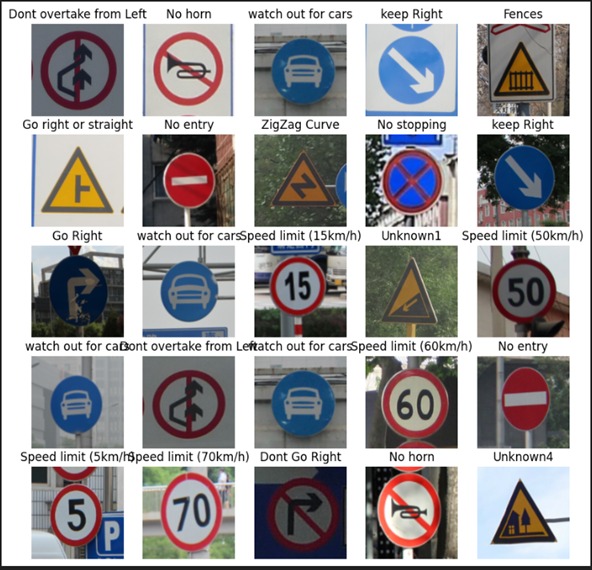 Dont overtake from Left
No horn
watch out for cars
keep Right
Fences
Go right or straight
No entry
ZigZag Curve
No stopping
keep Right
Go Right
watch out for cars
Speed limit (15km/h)
Unknown1
Speed limit (50km/h)
15
50
watch out for cars
Dont overtake from Left
watch out for cars
Speed limit (60km/h)
No entry
60
Speed limit (5km/h)
Speed limit (70km/h)
Dont Go Right
No horn
Unknown4
5
P
70